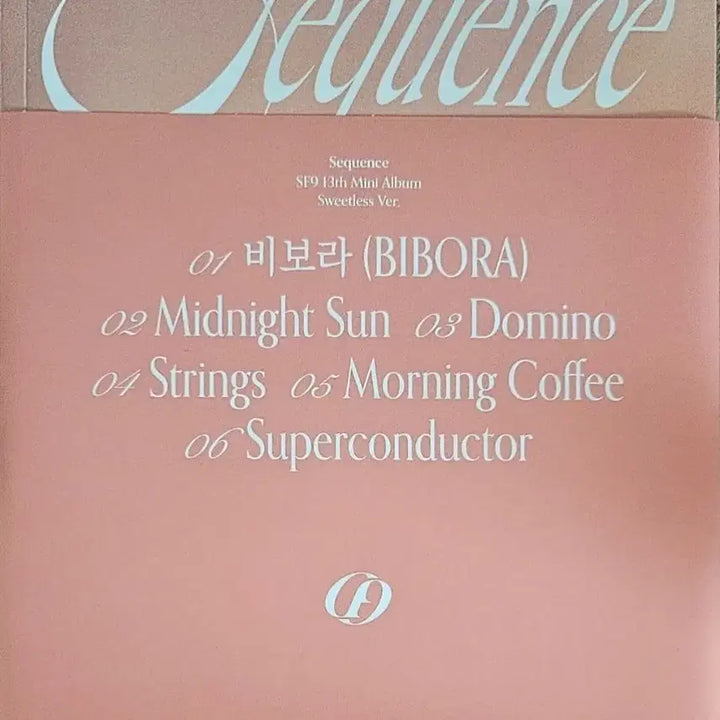 Sequence
Sequence
SF9 13th Mini Album
Sweetless Ver.
01 비보라 (BIBORA)
02 Midnight Sun 03 Domino
04 Strings 05 Morning Coffee
06 Superconductor